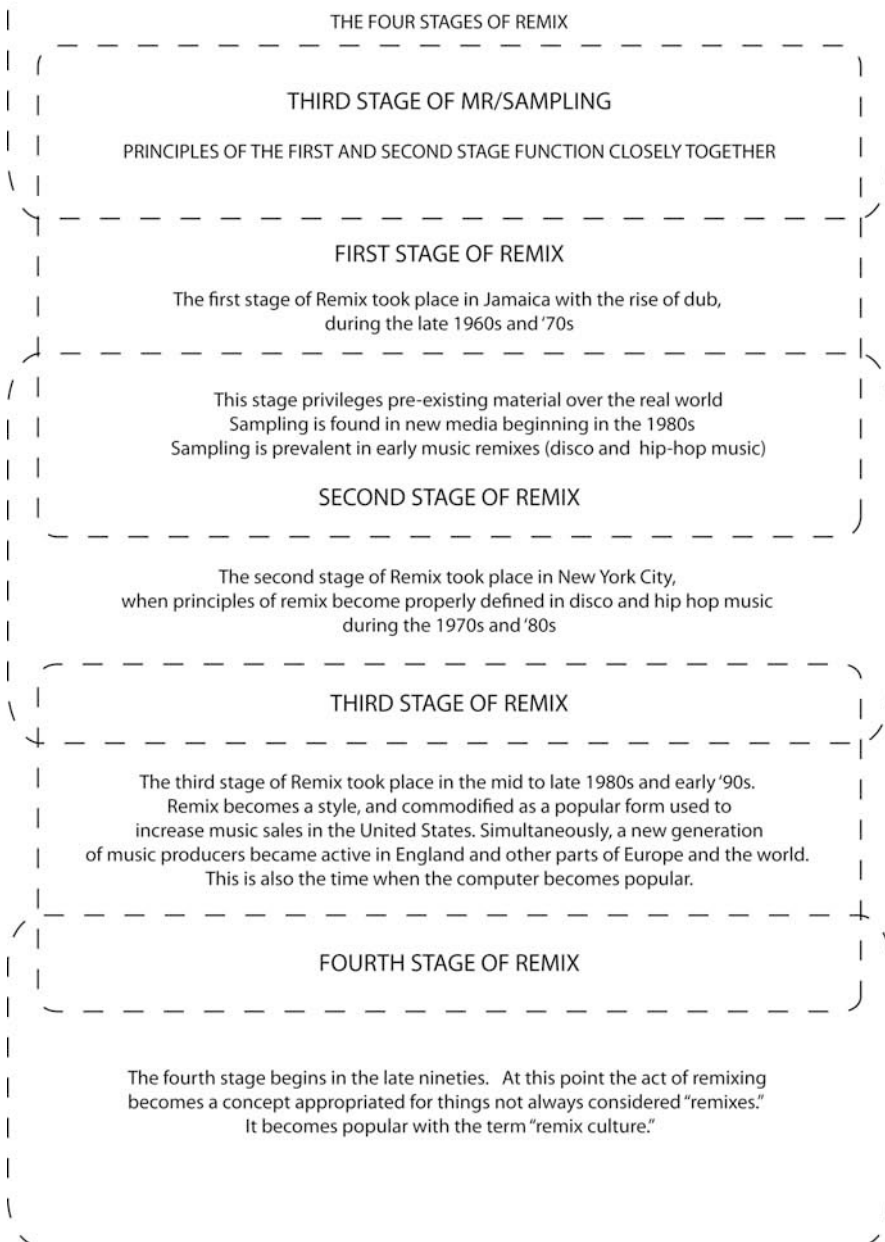 THE FOUR STAGES OF REMIX
THIRD STAGE OF MR/SAMPLING
PRINCIPLES OF THE FIRST AND SECOND STAGE FUNCTION CLOSELY TOGETHER
FIRST STAGE OF REMIX
The first stage of Remix took place in Jamaica with the rise of dub,
during the late 1960s and ‘70s
This stage privileges pre-existing material over the real world
Sampling is found in new media beginning in the 1980s
Sampling is prevalent in early music remixes (disco and hip-hop music)
SECOND STAGE OF REMIX
The second stage of Remix took place in New York City,
when principles of remix become properly defined in disco and hip hop music
during the 1970s and ‘80s
THIRD STAGE OF REMIX
The third stage of Remix took place in the mid to late 1980s and early ‘90s.
Remix becomes a style, and commodified as a popular form used to
increase music sales in the United States. Simultaneously, a new generation
of music producers became active in England and other parts of Europe and the world.
This is also the time when the computer becomes popular.
FOURTH STAGE OF REMIX
The fourth stage begins in the late nineties. At this point the act of remixing
becomes a concept appropriated for things not always considered “remixes.”
It becomes popular with the term “remix culture.”